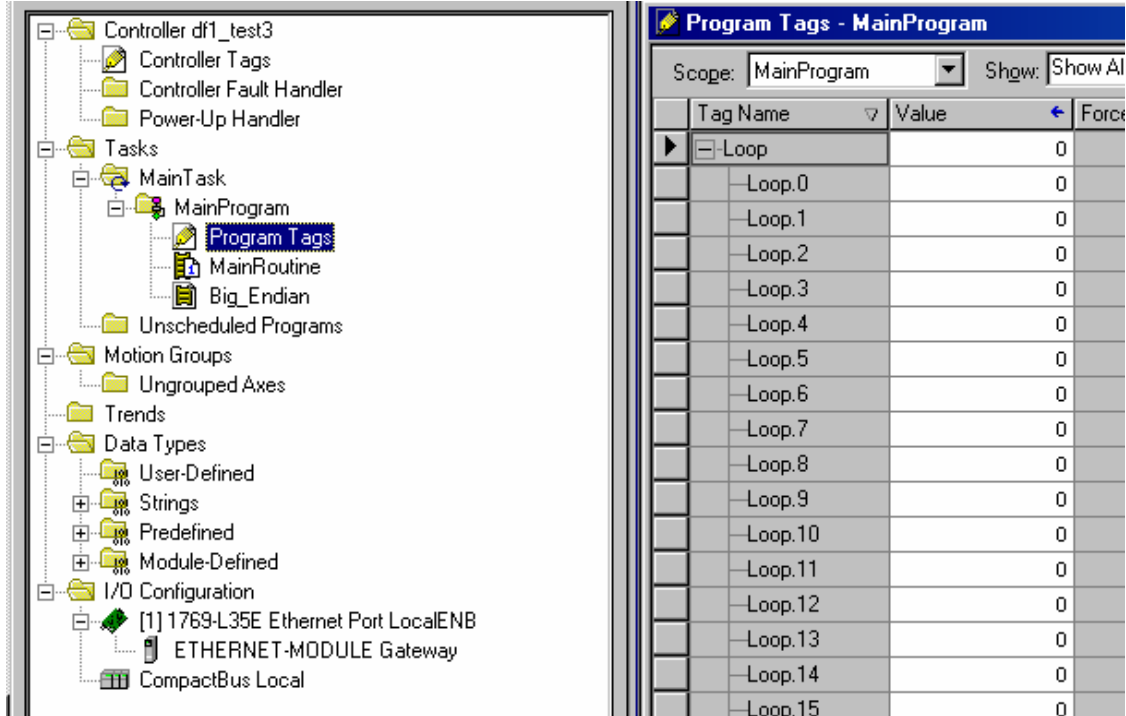 Controller df1_test3
Controller Tags
Controller Fault Handler
Power-Up Handler
Tasks
MainTask
MainProgram
Program Tags
MainRoutine
Big_Endian
Unscheduled Programs
Motion Groups
Ungrouped Axes
Trends
Data Types
User-Defined
Strings
Predefined
Module-Defined
I/O Configuration
[1] 1769-L35E Ethernet Port LocalENB
ETHERNET-MODULE Gateway
CompactBus Local
Program Tags - MainProgram
Scope: MainProgram Show: Show Al
Tag Name Value Force
Loop 0
Loop.0 0
Loop.1 0
Loop.2 0
Loop.3 0
Loop.4 0
Loop.5 0
Loop.6 0
Loop.7 0
Loop.8 0
Loop.9 0
Loop.10 0
Loop.11 0
Loop.12 0
Loop.13 0
Loop.14 0
Loop.15 0